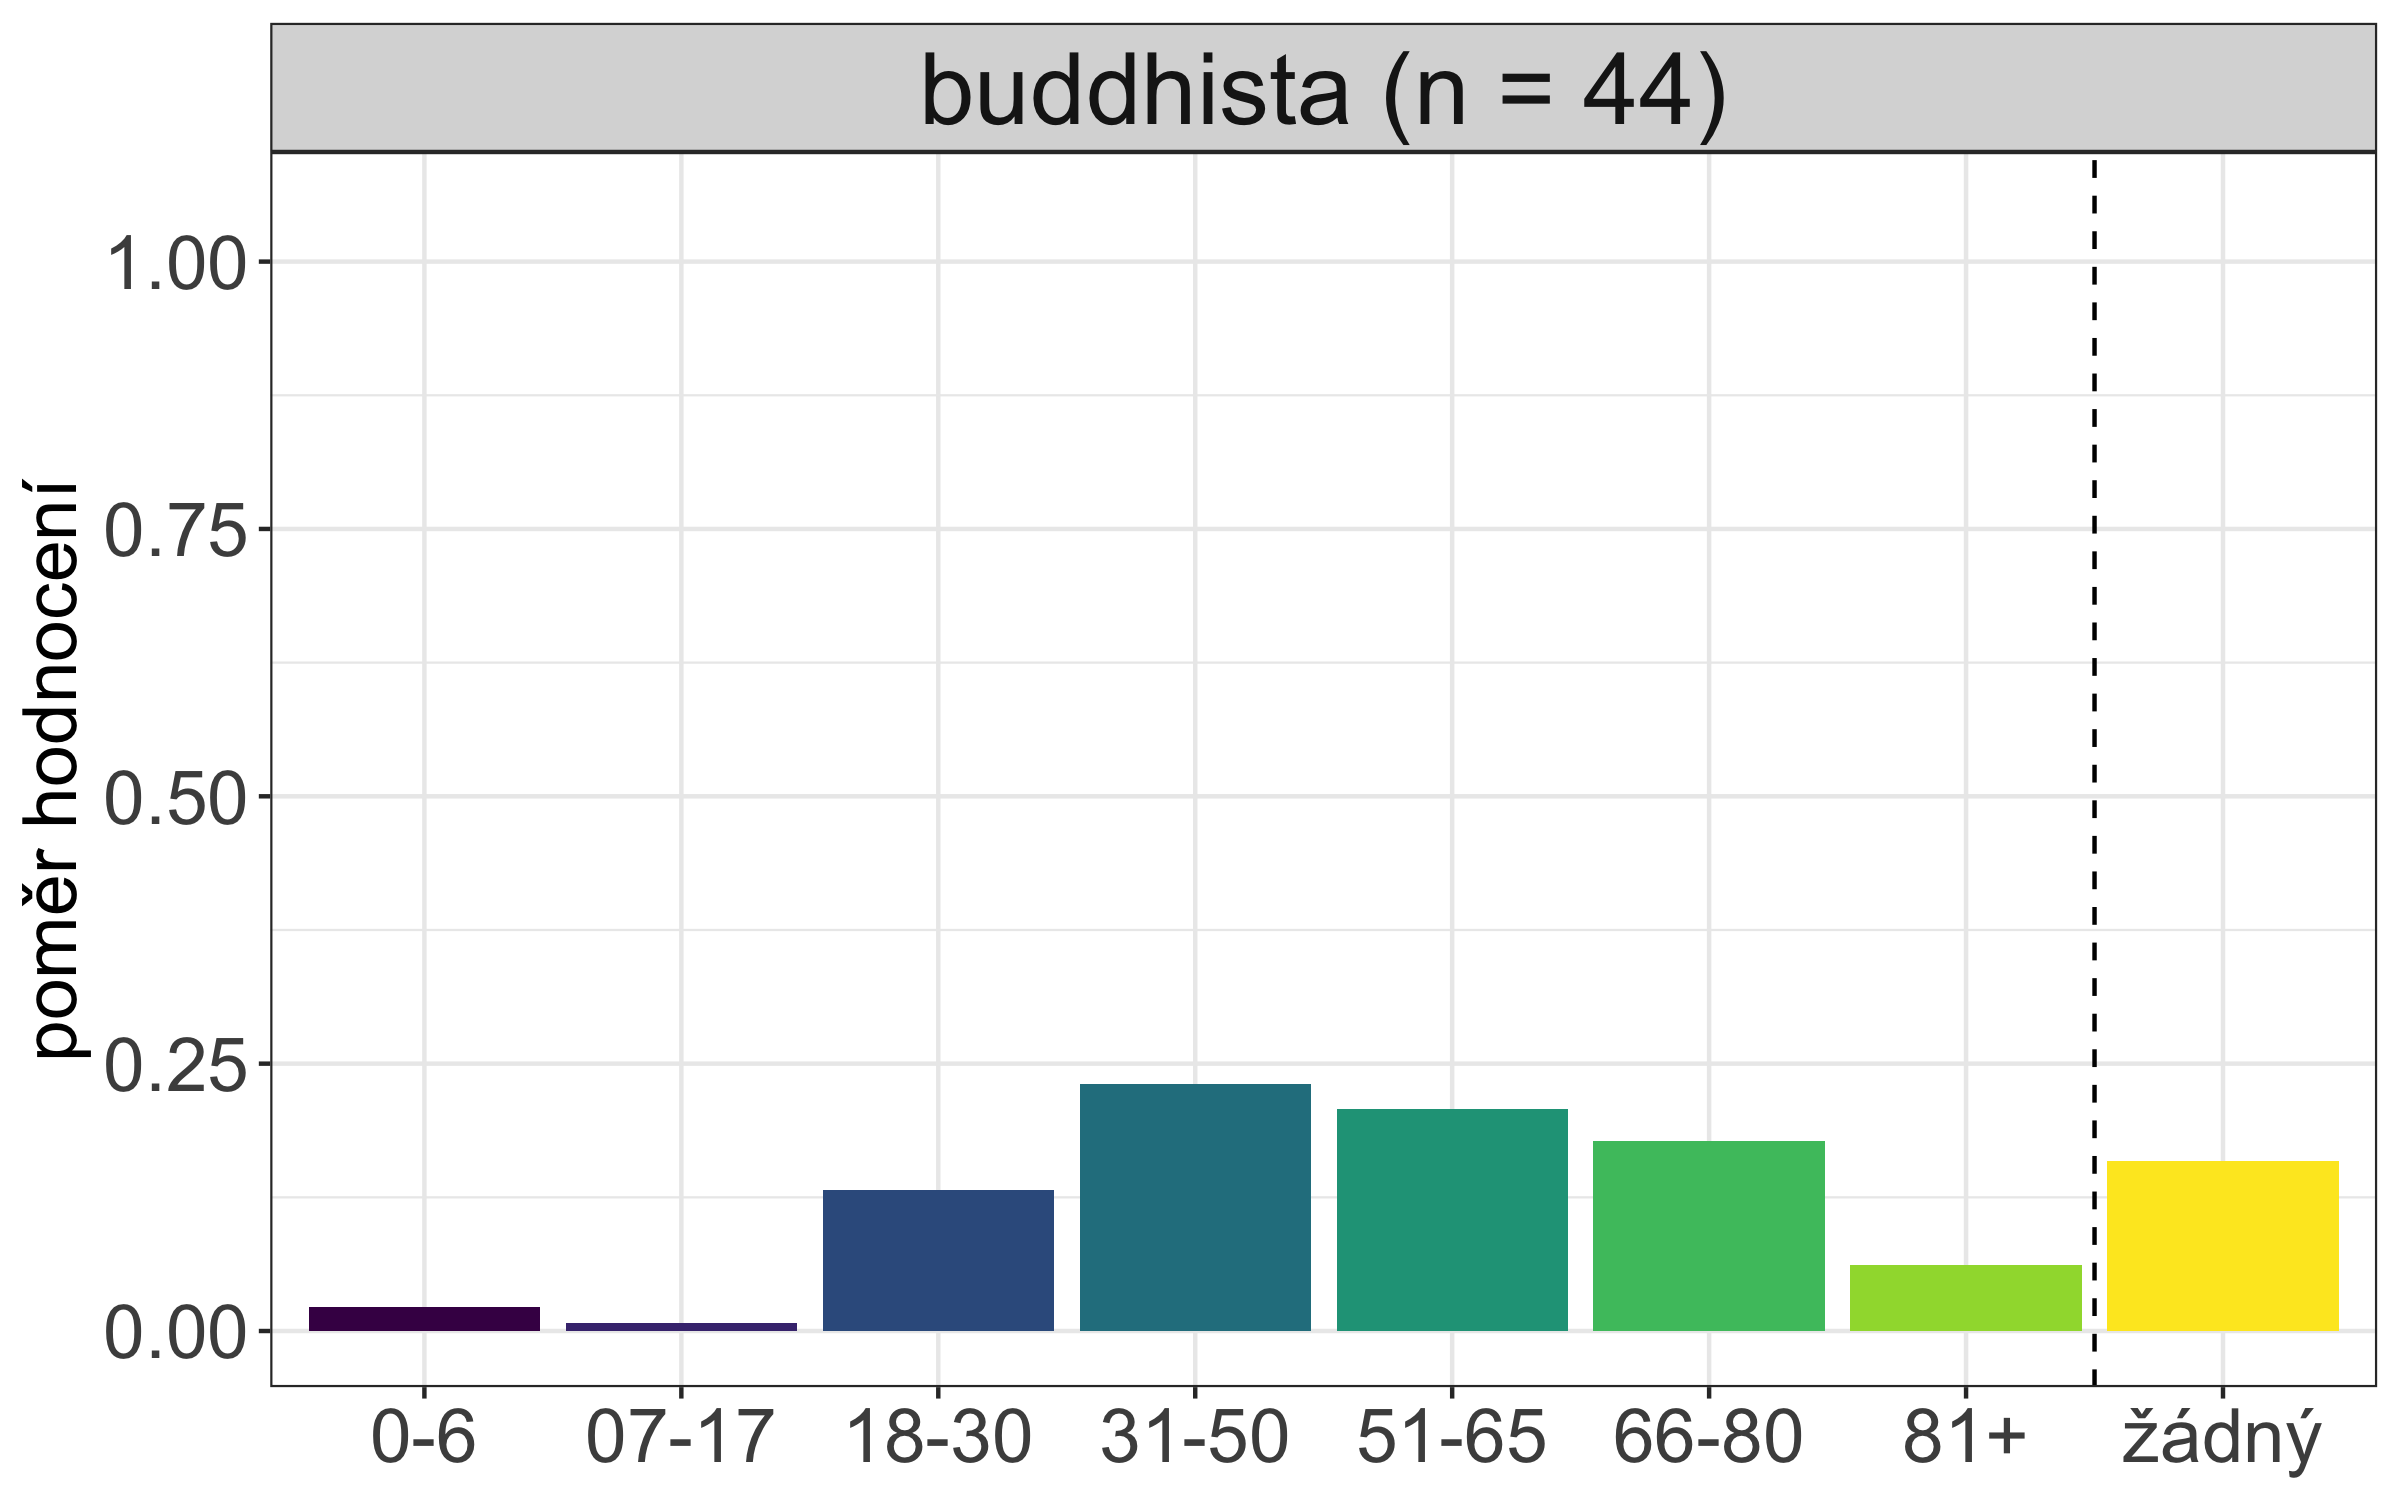 buddhista (n = 44)
poměr hodnocení
1.00
0.75
0.50
0.25
0.00
0-6 07-17 18-30 31-50 51-65 66-80 81+ žádný